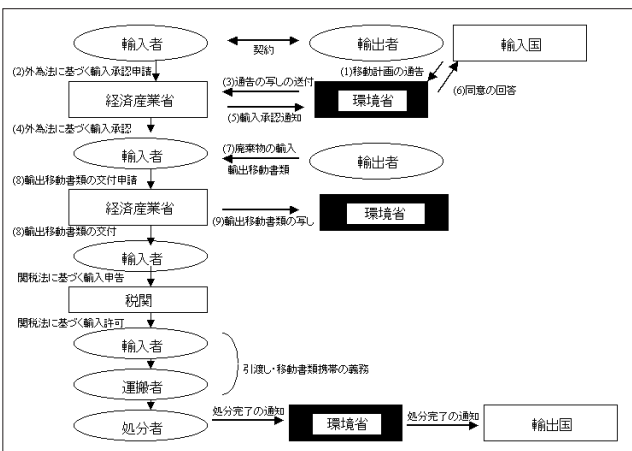 輸入者
契約
輸出者
輸入国
(2)外為法に基づく輸入承認申請
(3)通告の写しの送付
(1)移動計画の通告
(6)同意の回答
経済産業省
環境省
(5)輸入承認通知
(4)外為法に基づく輸入承認
輸入者
(7)廃棄物の輸入
輸出移動書類
輸出者
(8)輸出移動書類の交付申請
経済産業省
環境省
(9)輸出移動書類の写し
(8)輸出移動書類の交付
輸入者
関税法に基づく輸入申告
税関
関税法に基づく輸入許可
輸入者
引渡し・移動書類携帯の義務
運搬者
処分者
処分完了の通知
環境省
処分完了の通知
輸出国